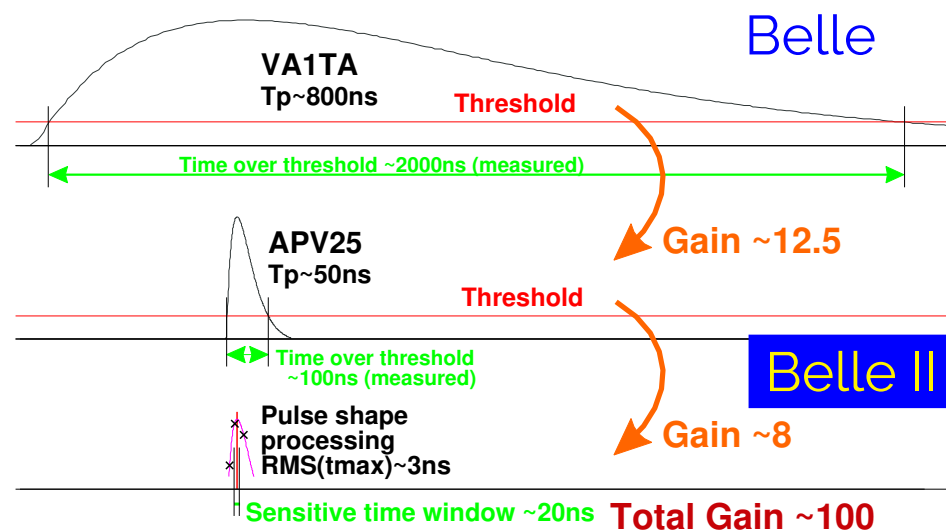 Belle
VA1TA
Tp~800ns
Threshold
Time over threshold ~2000ns (measured)
Gain ~12.5
APV25
Tp~50ns
Threshold
Time over threshold
~100ns (measured)
Belle II
Pulse shape
processing
RMS(tmax)~3ns
Gain ~8
Sensitive time window ~20ns
Total Gain ~100